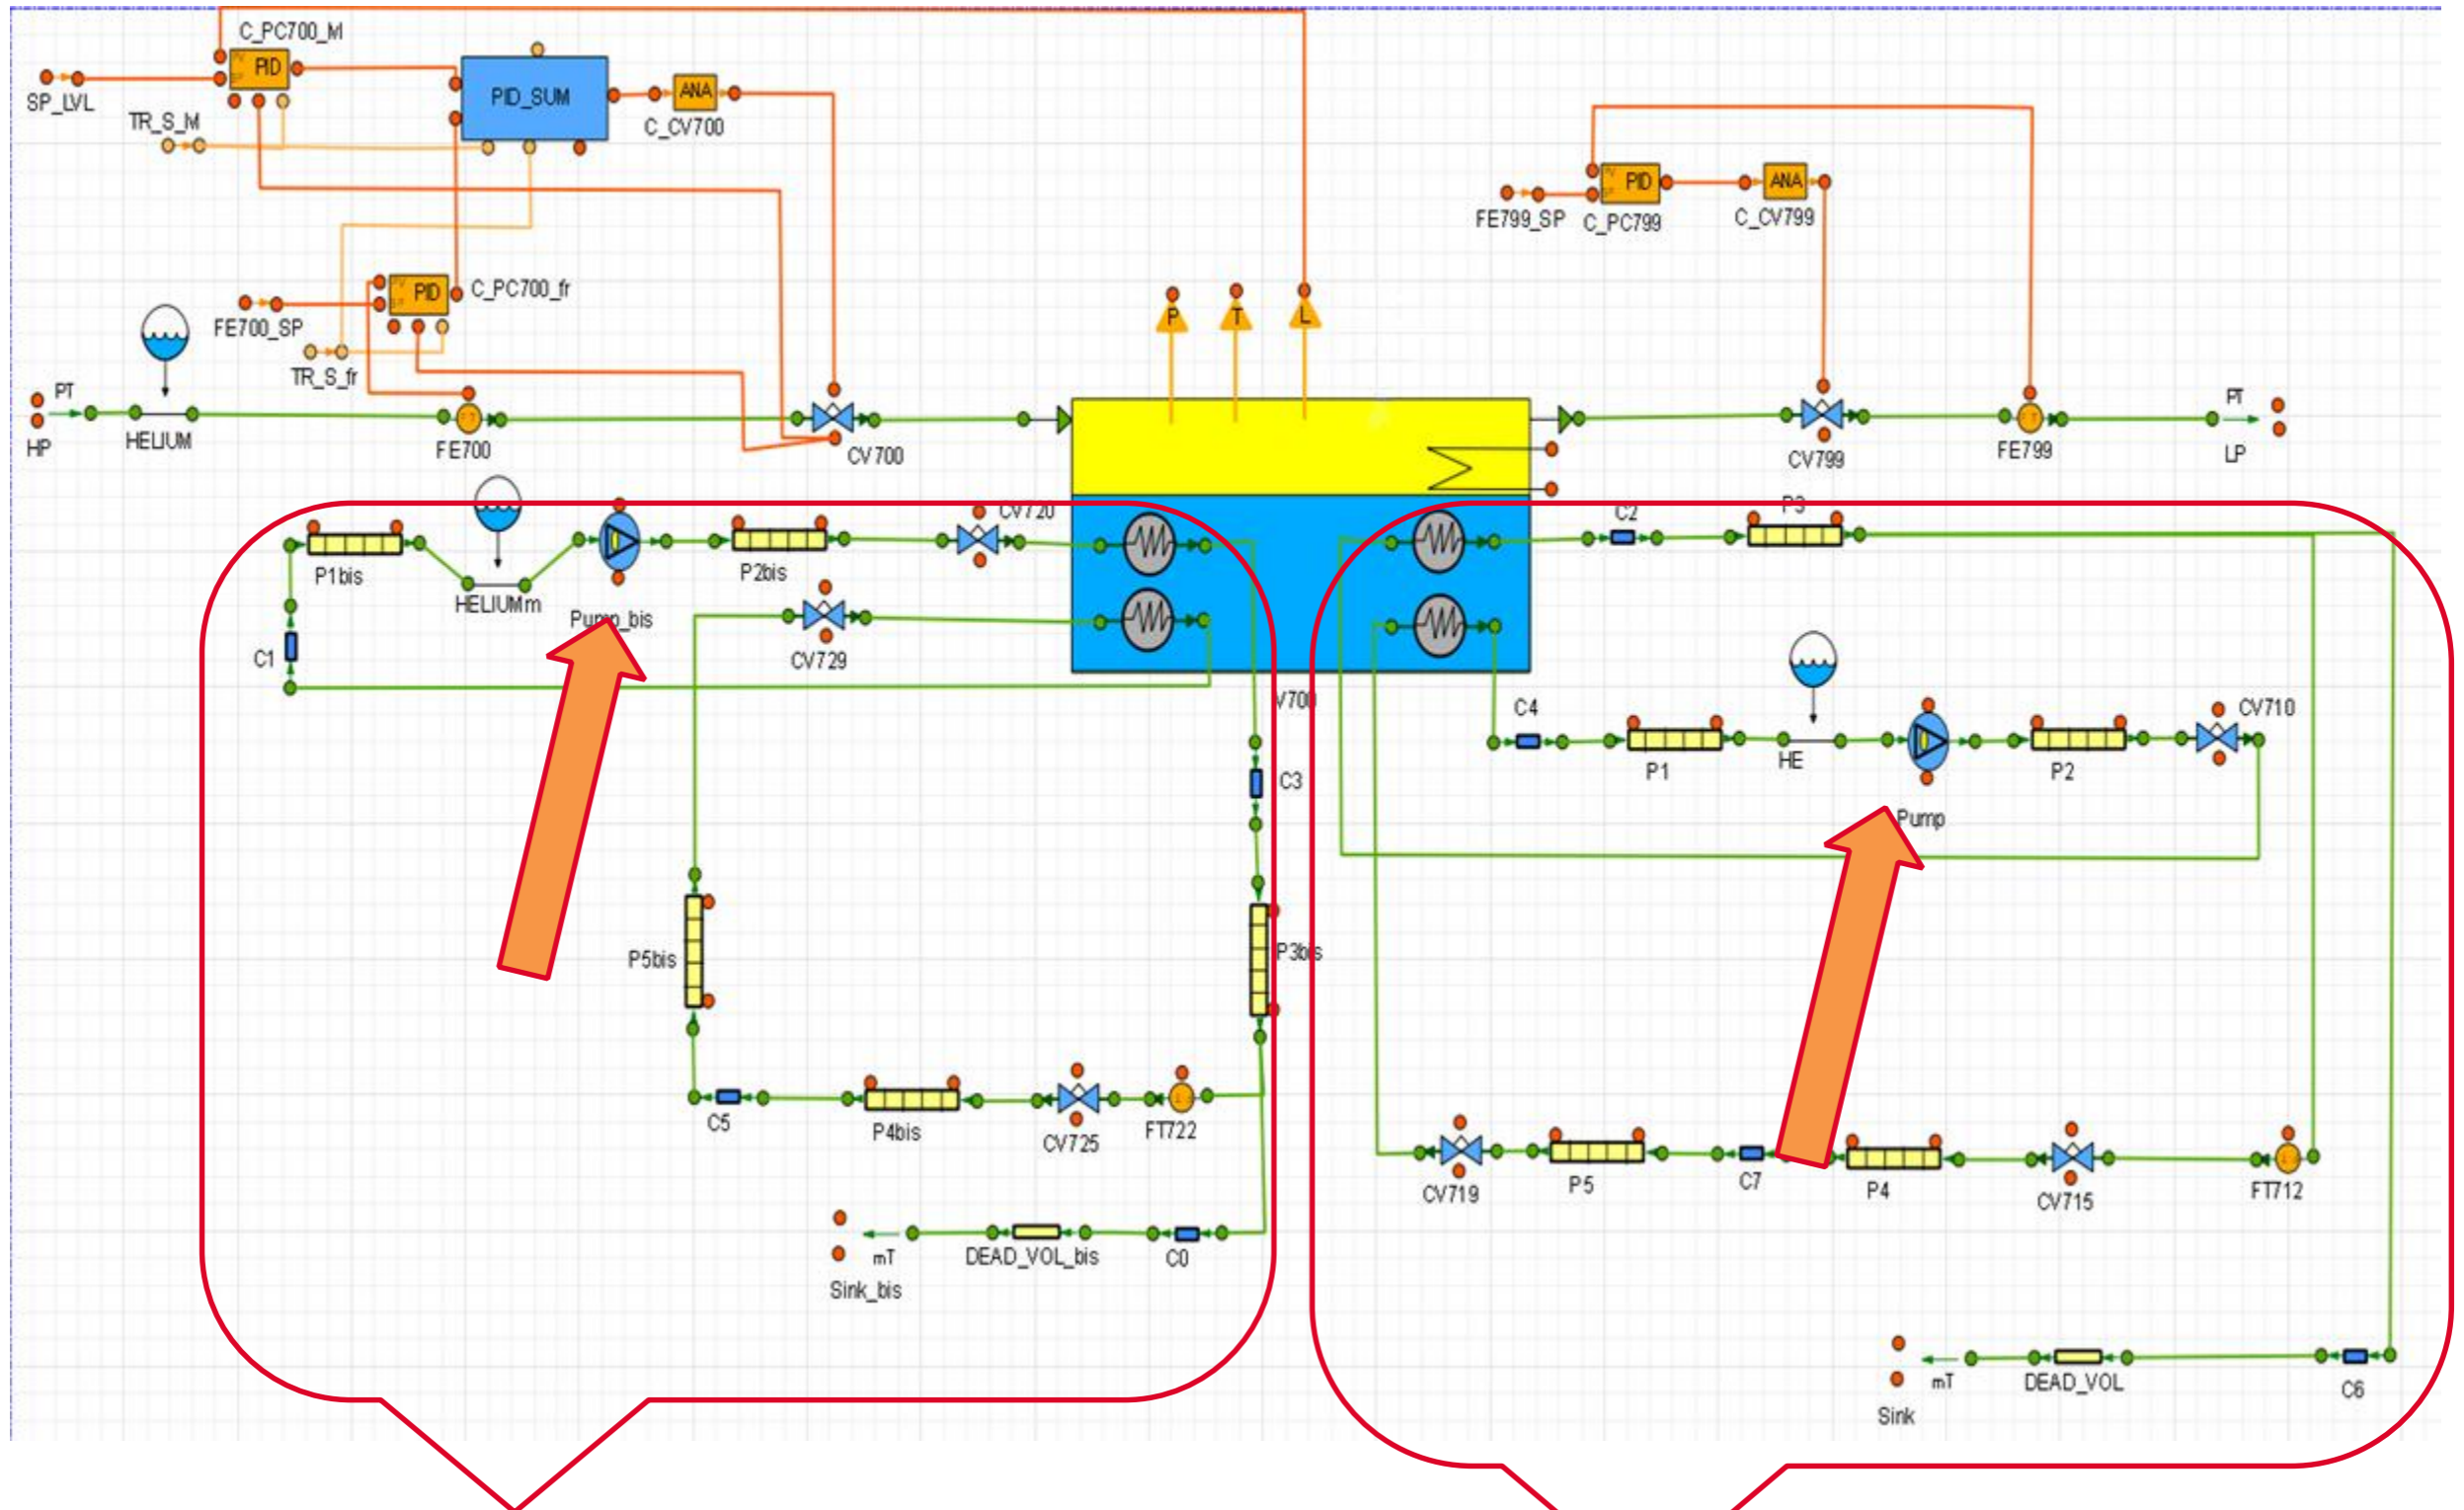 C_PC700_M
PID
SP_LVL
PID_SUM
ANA
C_CV700
TR_S_M
PID
FE799_SP
C_PC799
ANA
C_CV799
PID
C_PC700_fr
FE700_SP
TR_S_fr
P
T
L
PT
HP
HELIUM
FE700
CV700
CV799
FE799
PT
LP
P1bis
HELIUMm
Pump_bis
P2bis
CV720
C2
P3
C1
CV729
V700
C4
P1
HE
Pump
P2
CV710
C3
P5bis
P3bis
C5
P4bis
CV725
FT722
CV719
P5
C7
P4
CV715
FT712
mT
Sink_bis
DEAD_VOL_bis
C0
mT
Sink
DEAD_VOL
C6